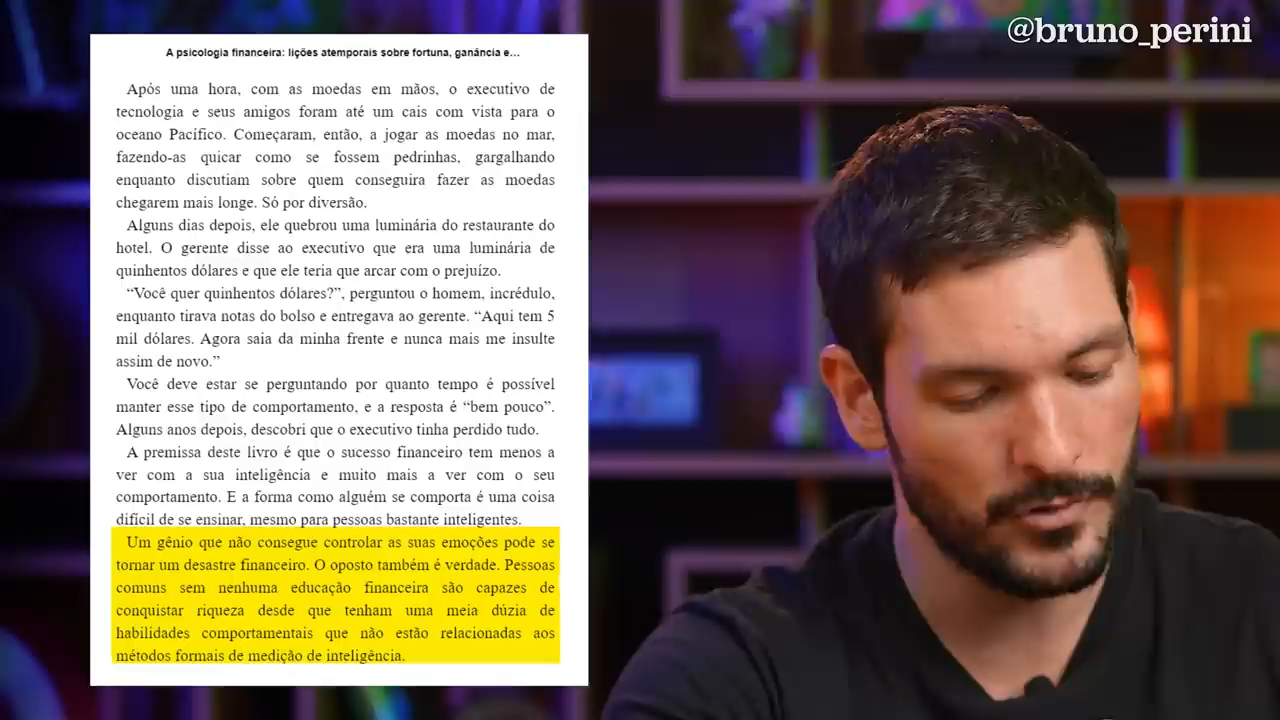 @bruno_perini
A psicologia financeira: lições atemporais sobre fortuna, ganância e…
Após uma hora, com as moedas em mãos, o executivo de
tecnologia e seus amigos foram até um cais com vista para o
oceano Pacífico. Começaram, então, a jogar as moedas no mar,
fazendo-as quicar como se fossem pedrinhas, gargalhando
enquanto discutiam sobre quem conseguira fazer as moedas
chegarem mais longe. Só por diversão.
Alguns dias depois, ele quebrou uma luminária do restaurante do
hotel. O gerente disse ao executivo que era uma luminária de
quinhentos dólares e que ele teria que arcar com o prejuízo.
“Você quer quinhentos dólares?”, perguntou o homem, incrédulo,
enquanto tirava notas do bolso e entregava ao gerente. “Aqui tem 5
mil dólares. Agora saia da minha frente e nunca mais me insulte
assim de novo.”
Você deve estar se perguntando por quanto tempo é possível
manter esse tipo de comportamento, e a resposta é “bem pouco”.
Alguns anos depois, descobri que o executivo tinha perdido tudo.
A premissa deste livro é que o sucesso financeiro tem menos a
ver com a sua inteligência e muito mais a ver com o seu
comportamento. E a forma como alguém se comporta é uma coisa
difícil de se ensinar, mesmo para pessoas bastante inteligentes.
Um gênio que não consegue controlar as suas emoções pode se
tornar um desastre financeiro. O oposto também é verdade. Pessoas
comuns sem nenhuma educação financeira são capazes de
conquistar riqueza desde que tenham uma meia dúzia de
habilidades comportamentais que não estão relacionadas aos
métodos formais de medição de inteligência.